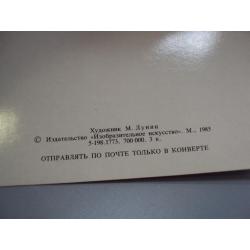 Художник М. Лунин
© Издательство «Изобразительное искусство». М., 1985
5-198.1773. 700 000. 3 к.
ОТПРАВЛЯТЬ ПО ПОЧТЕ ТОЛЬКО В КОНВЕРТЕ